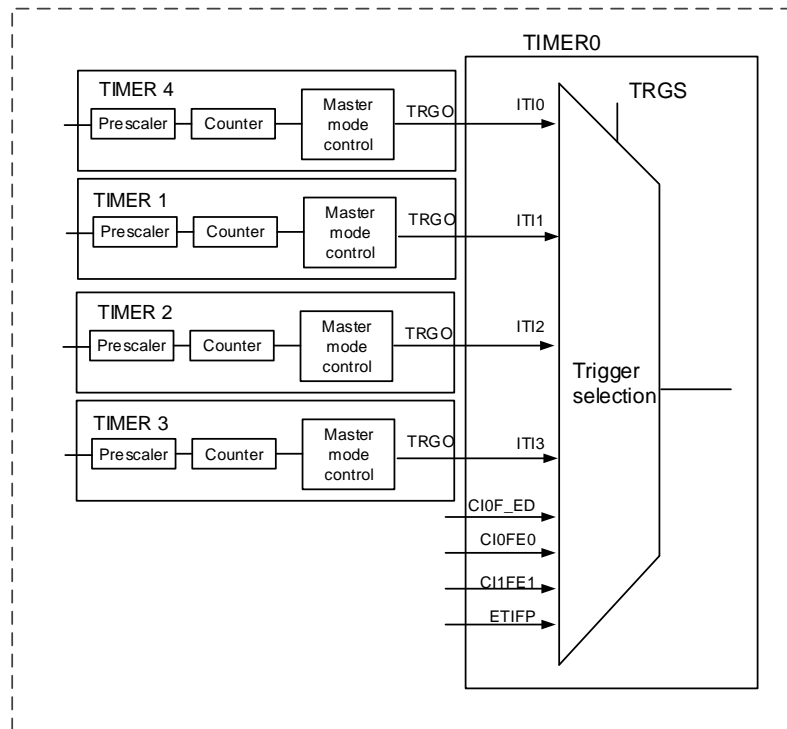 TIMER0
TIMER 4
Prescaler
Counter
Master
mode
control
TRGO
ITI0
TRGS
TIMER 1
Prescaler
Counter
Master
mode
control
TRGO
ITI1
TIMER 2
Prescaler
Counter
Master
mode
control
TRGO
ITI2
Trigger
selection
TIMER 3
Prescaler
Counter
Master
mode
control
TRGO
ITI3
CI0F_ED
CI0FE0
CI1FE1
ETIFP